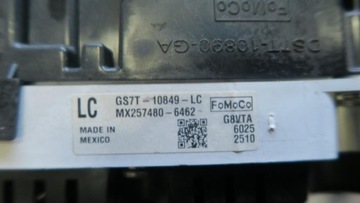 FoMoCo
DS7T-10890-GA
LC
GS7T-10849-LC
MX257480-6462
FoMoCo
MADE IN
MEXICO
G8VTA
6025
2510